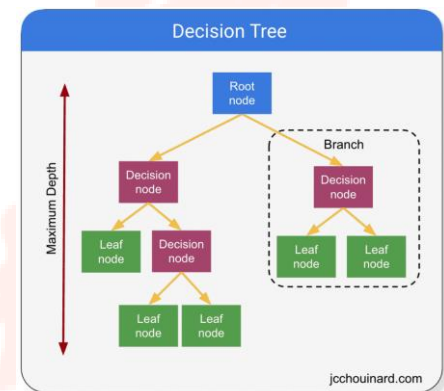 Decision Tree
Root
node
Branch
Decision
node
Decision
node
Maximum Depth
Leaf
node
Decision
node
Leaf
node
Leaf
node
Leaf
node
Leaf
node
jcchouinard.com